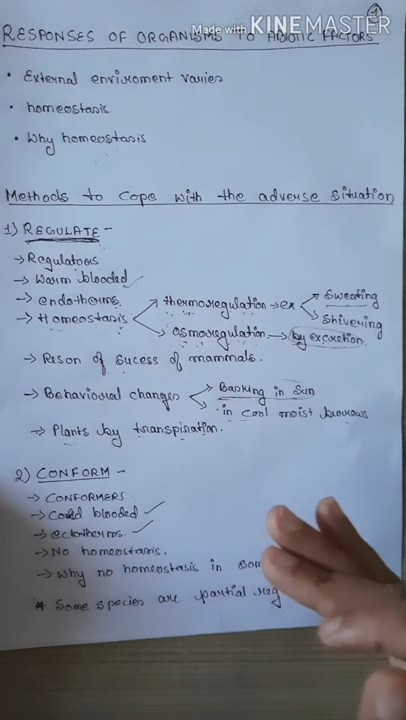 1
Made with KINEMASTER
RESPONSES OF ORGANISMS TO ABIOTIC FACTORS
• External enviroment varies
• homeostasis
• Why homeostasis
Methods to cope with the adverse situation
1) REGULATE -
→ Regulators
→ Warm blooded
→ endotherms.
→ Homeostasis
thermoregulation → ex
Sweating
Shivering
Osmoregulation → by excretion.
→ Reson of sucess of mammals.
→ Behavioural changes
Basking in Sun
in cool moist burrows
→ Plants by transpiration.
2) CONFORM -
→ CONFORMERS
→ Cold blooded
→ ectotherms.
→ No homeostasis.
→ Why no homeostasis in
* Some species are partial reg